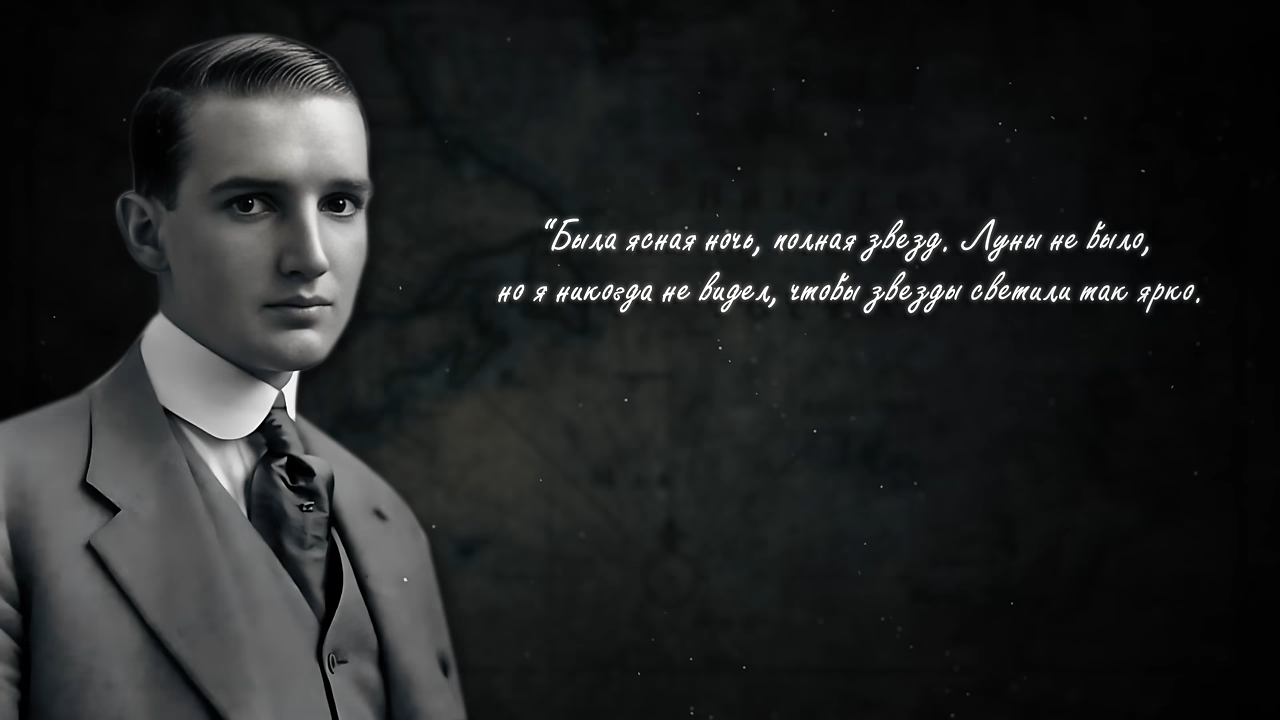 “Была ясная ночь, полная звезд. Луны не было,
но я никогда не видел, чтобы звезды светили так ярко.